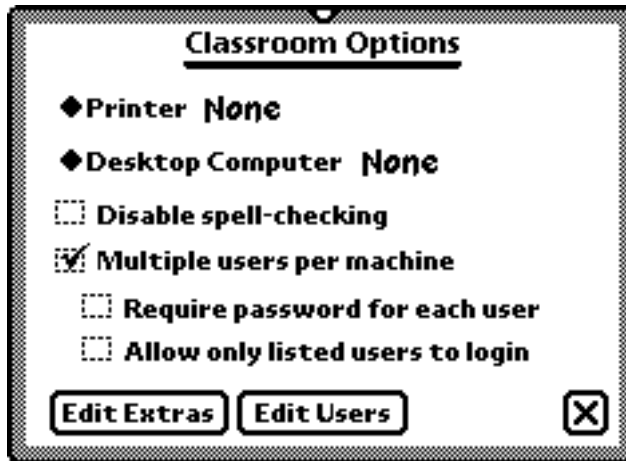 Classroom Options
◆Printer None
◆Desktop Computer None
Disable spell-checking
Multiple users per machine
Require password for each user
Allow only listed users to login
Edit Extras Edit Users